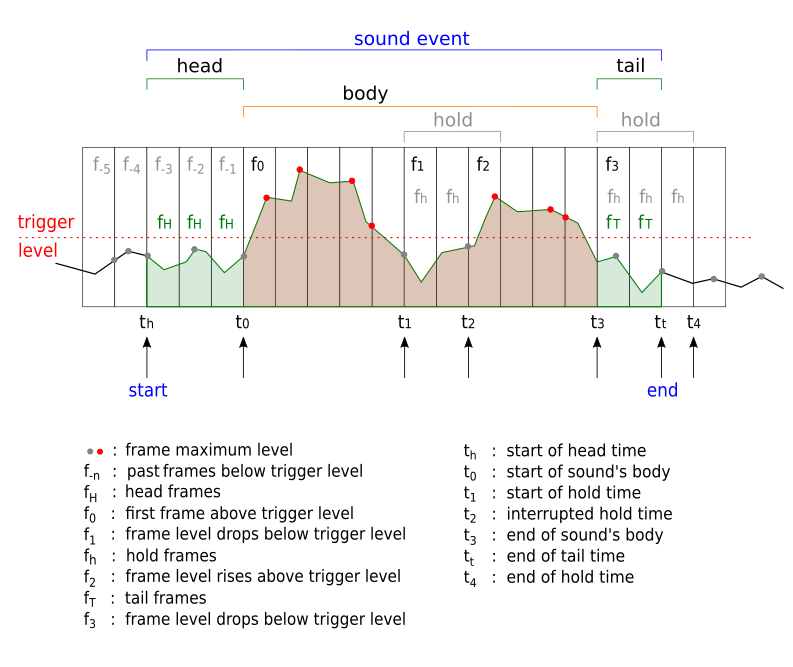 sound event
head
tail
body
hold
hold
f-5 f-4 f-3 f-2 f-1 f0 f1 f2 f3
fh fh fh fh fh
trigger
fH fH fH fT fT
level
th t0 t1 t2 t3 tt t4
start
end
: frame maximum level
f-n : past frames below trigger level
fH : head frames
f0 : first frame above trigger level
f1 : frame level drops below trigger level
fh : hold frames
f2 : frame level rises above trigger level
fT : tail frames
f3 : frame level drops below trigger level
th : start of head time
t0 : start of sound's body
t1 : start of hold time
t2 : interrupted hold time
t3 : end of sound's body
tt : end of tail time
t4 : end of hold time